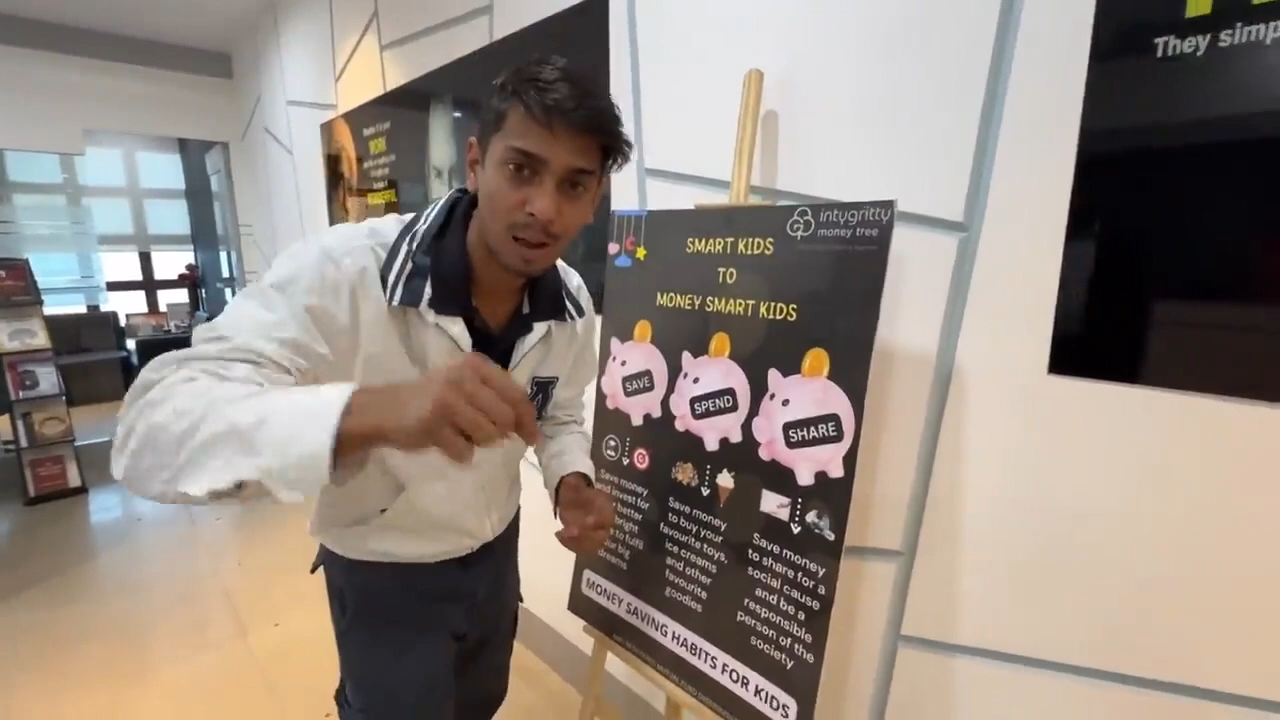 They simp
WORK
intygritty
money tree
SMART KIDS
TO
MONEY SMART KIDS
SAVE
SPEND
SHARE
Save money
and invest for
better
bright
to fulfil
big
dreams
Save money
to buy your
favourite toys,
ice creams
and other
favourite
goodies
Save money
to share for a
social cause
and be a
responsible
person of the
society
MONEY SAVING HABITS FOR KIDS